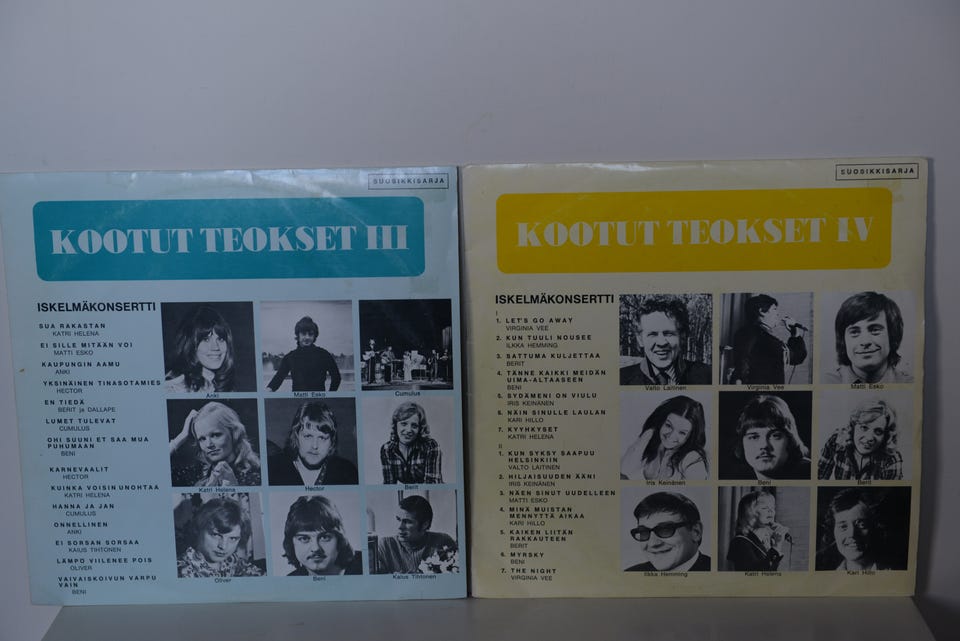 SUOSIKKISARJA
KOOTUT TEOKSET III
ISKELMÄKONSERTTI
SUA RAKASTAN
KATRI HELENA
EI SILLE MITÄÄN VOI
MATTI ESKO
KAUPUNGIN AAMU
ANKI
YKSINÄINEN TINASOTAMIES
HECTOR
EN TIEDÄ
BERIT ja DALLAPE
LUMET TULEVAT
CUMULUS
OHI SUUNI ET SAA MUA
PUHUMAAN
BENI
KARNEVAALIT
HECTOR
KUINKA VOISIN UNOHTAA
KATRI HELENA
HANNA JA JAN
CUMULUS
ONNELLINEN
ANKI
EI SORSAN SORSAA
KAIUS TIHTONEN
LÄMPÖ VIILENEE POIS
OLIVER
VAIVAISKOIVUN VARPU
VAIN
BENI
Anki
Matti Esko
Cumulus
Katri Helena
Hector
Berit
Oliver
Beni
Kaius Tihtonen
SUOSIKKISARJA
KOOTUT TEOKSET IV
ISKELMÄKONSERTTI
I
1. LET'S GO AWAY
VIRGINIA VEE
2. KUN TUULI NOUSEE
ILKKA HEMMING
3. SATTUMA KULJETTAA
BERIT
4. TÄNNE KAIKKI MEIDÄN
UIMA-ALTAASEEN
BENI
5. SYDÄMENI ON VIULU
IRIS KEINÄNEN
6. NÄIN SINULLE LAULAN
KARI HILLO
7. KYYHKYSET
KATRI HELENA
II
1. KUN SYKSY SAAPUU
HELSINKIIN
VALTO LAITINEN
2. HILJAISUUDEN ÄÄNI
IRIS KEINÄNEN
3. NÄEN SINUT UUDELLEEN
MATTI ESKO
4. MINÄ MUISTAN
MENNYTTÄ AIKAA
KARI HILLO
5. KAIKEN LIITÄN
RAKKAUTEEN
BERIT
6. MYRSKY
BENI
7. THE NIGHT
VIRGINIA VEE
Valto Laitinen
Virginia Vee
Matti Esko
Iris Keinänen
Beni
Berit
Ilkka Hemming
Katri Helena
Kari Hillo